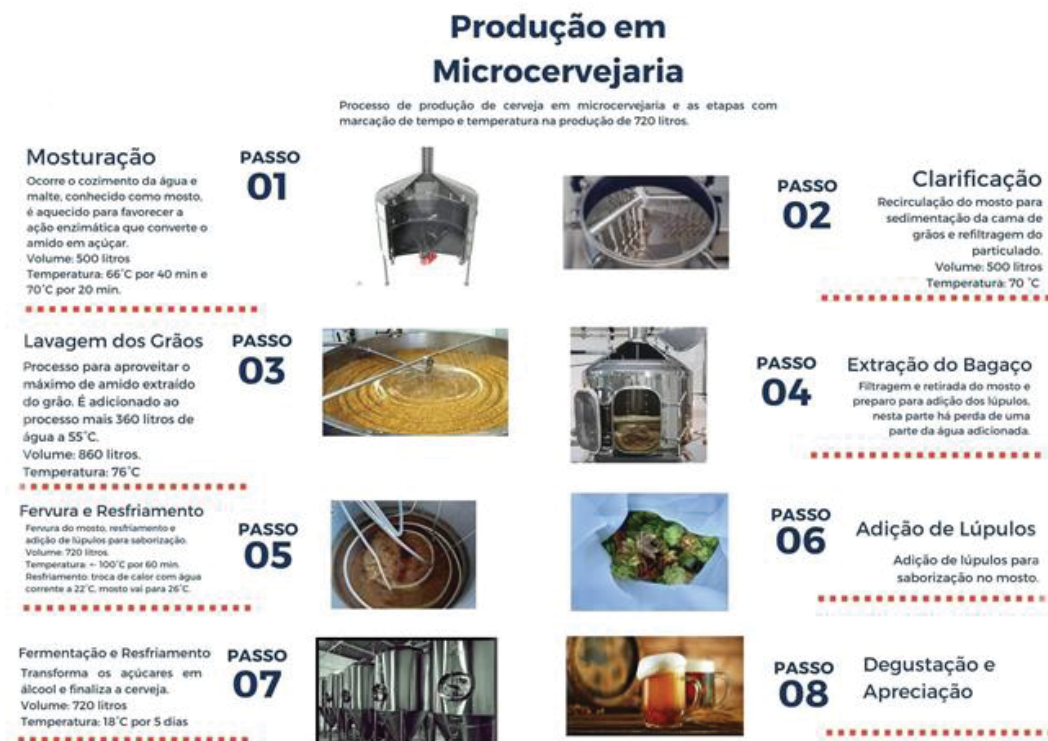 Produção em
Microcervejaria
Processo de produção de cerveja em microcervejaria e as etapas com
marcação de tempo e temperatura na produção de 720 litros.
Mosturação
Ocorre o cozimento da água e
malte, conhecido como mosto,
é aquecido para favorecer a
ação enzimática que converte o
amido em açúcar.
Volume: 500 litros
Temperatura: 66°C por 40 min e
70°C por 20 min.
PASSO
01
PASSO
02
Clarificação
Recirculação do mosto para
sedimentação da cama de
grãos e refiltragem do
particulado.
Volume: 500 litros
Temperatura: 70 °C
Lavagem dos Grãos
Processo para aproveitar o
máximo de amido extraído
do grão. É adicionado ao
processo mais 360 litros de
água a 55°C.
Volume: 860 litros.
Temperatura: 76°C
PASSO
03
PASSO
04
Extração do Bagaço
Filtragem e retirada do mosto e
preparo para adição dos lúpulos,
nesta parte há perda de uma
parte da água adicionada.
Fervura e Resfriamento
Fervura do mosto, resfriamento e
adição de lúpulos para saborização.
Volume: 720 litros.
Temperatura: +- 100°C por 60 min.
Resfriamento: troca de calor com água
corrente a 22°C, mosto vai para 26°C.
PASSO
05
PASSO
06
Adição de Lúpulos
Adição de lúpulos para
saborização no mosto.
Fermentação e Resfriamento
Transforma os açúcares em
álcool e finaliza a cerveja.
Volume: 720 litros
Temperatura: 18°C por 5 dias
PASSO
07
PASSO
08
Degustação e
Apreciação